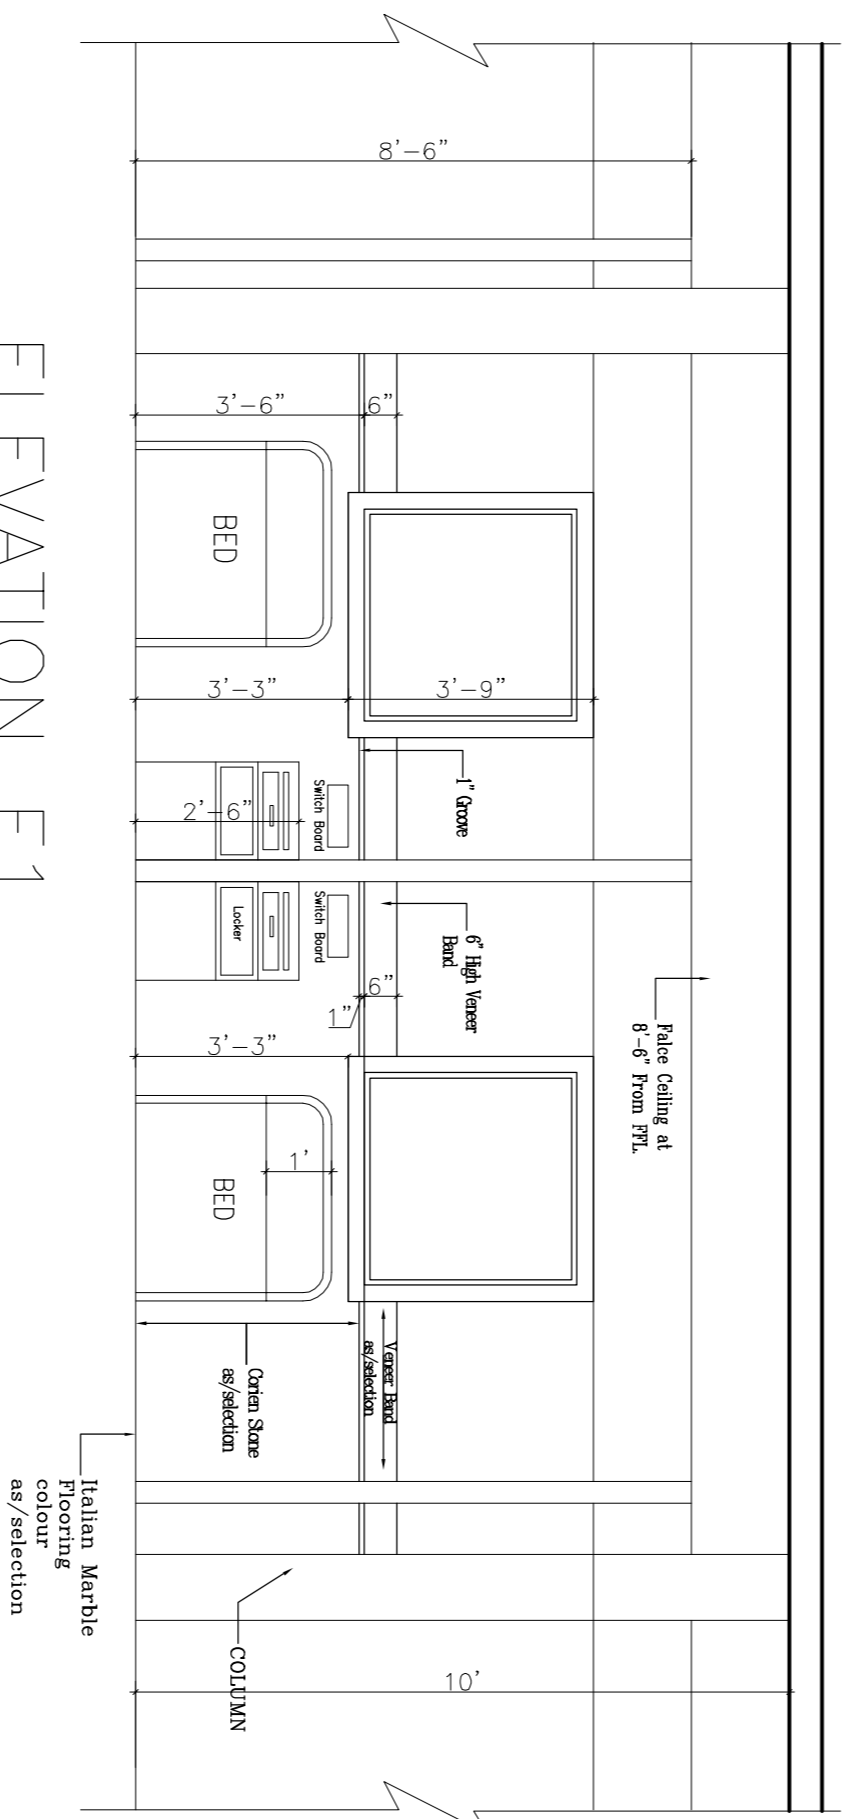 8'-6"
3'-6"
6"
BED
3'-3"
3'-9"
2'-6"
Switch Board
1" Groove
Switch Board
Locker
6" High Veneer
Band
6"
1"
Falce Ceiling at
8'-6" From FFL.
3'-3"
1'
BED
Veneer Band
as/selection
Corien Stone
as/selection
Italian Marble
Flooring
colour
as/selection
COLUMN
10'
ELEVATION E1